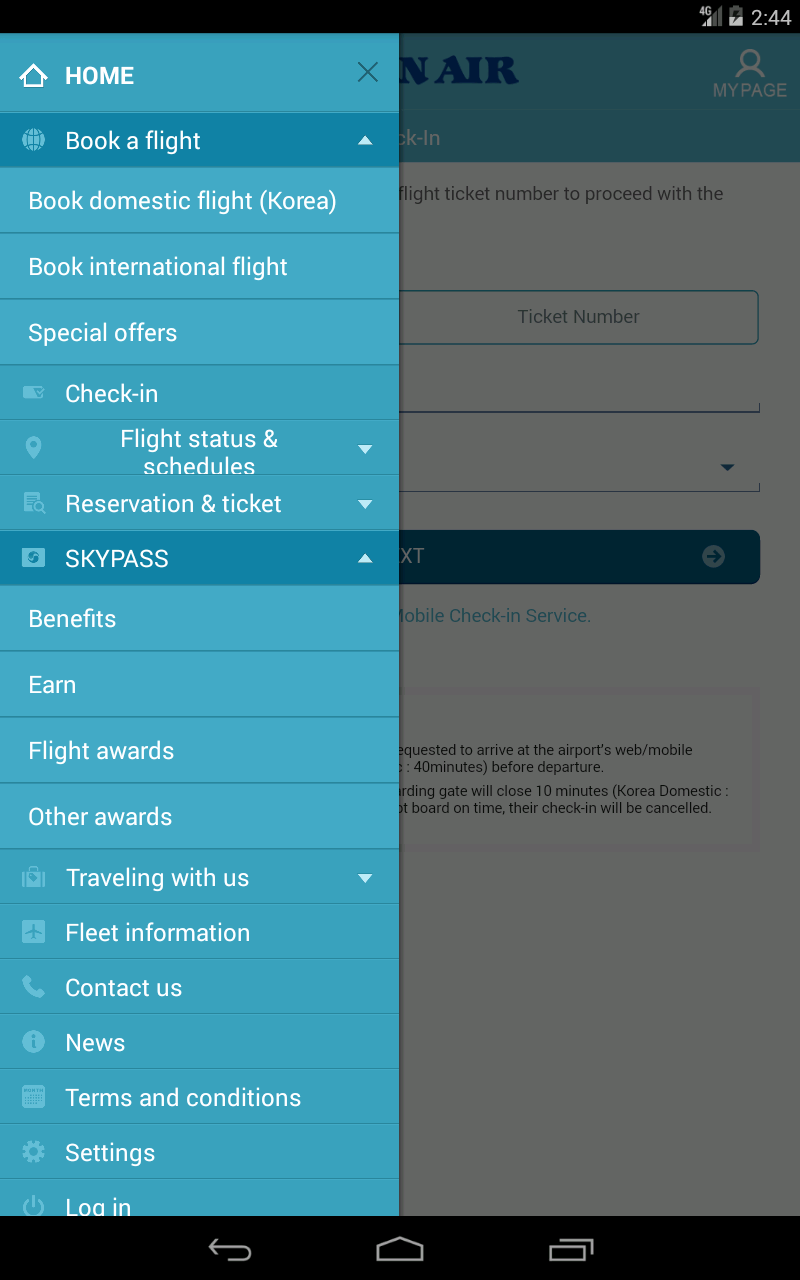 4G 2:44
HOME
N AIR
MYPAGE
Book a flight
ck-In
Book domestic flight (Korea)
flight ticket number to proceed with the
Book international flight
Special offers
Ticket Number
Check-in
Flight status &
schedules
Reservation & ticket
SKYPASS
XT
Benefits
Mobile Check-in Service.
Earn
Flight awards
equested to arrive at the airport's web/mobile
: 40minutes) before departure.
Other awards
arding gate will close 10 minutes (Korea Domestic :
ot board on time, their check-in will be cancelled.
Traveling with us
Fleet information
Contact us
News
Terms and conditions
Settings
Log in